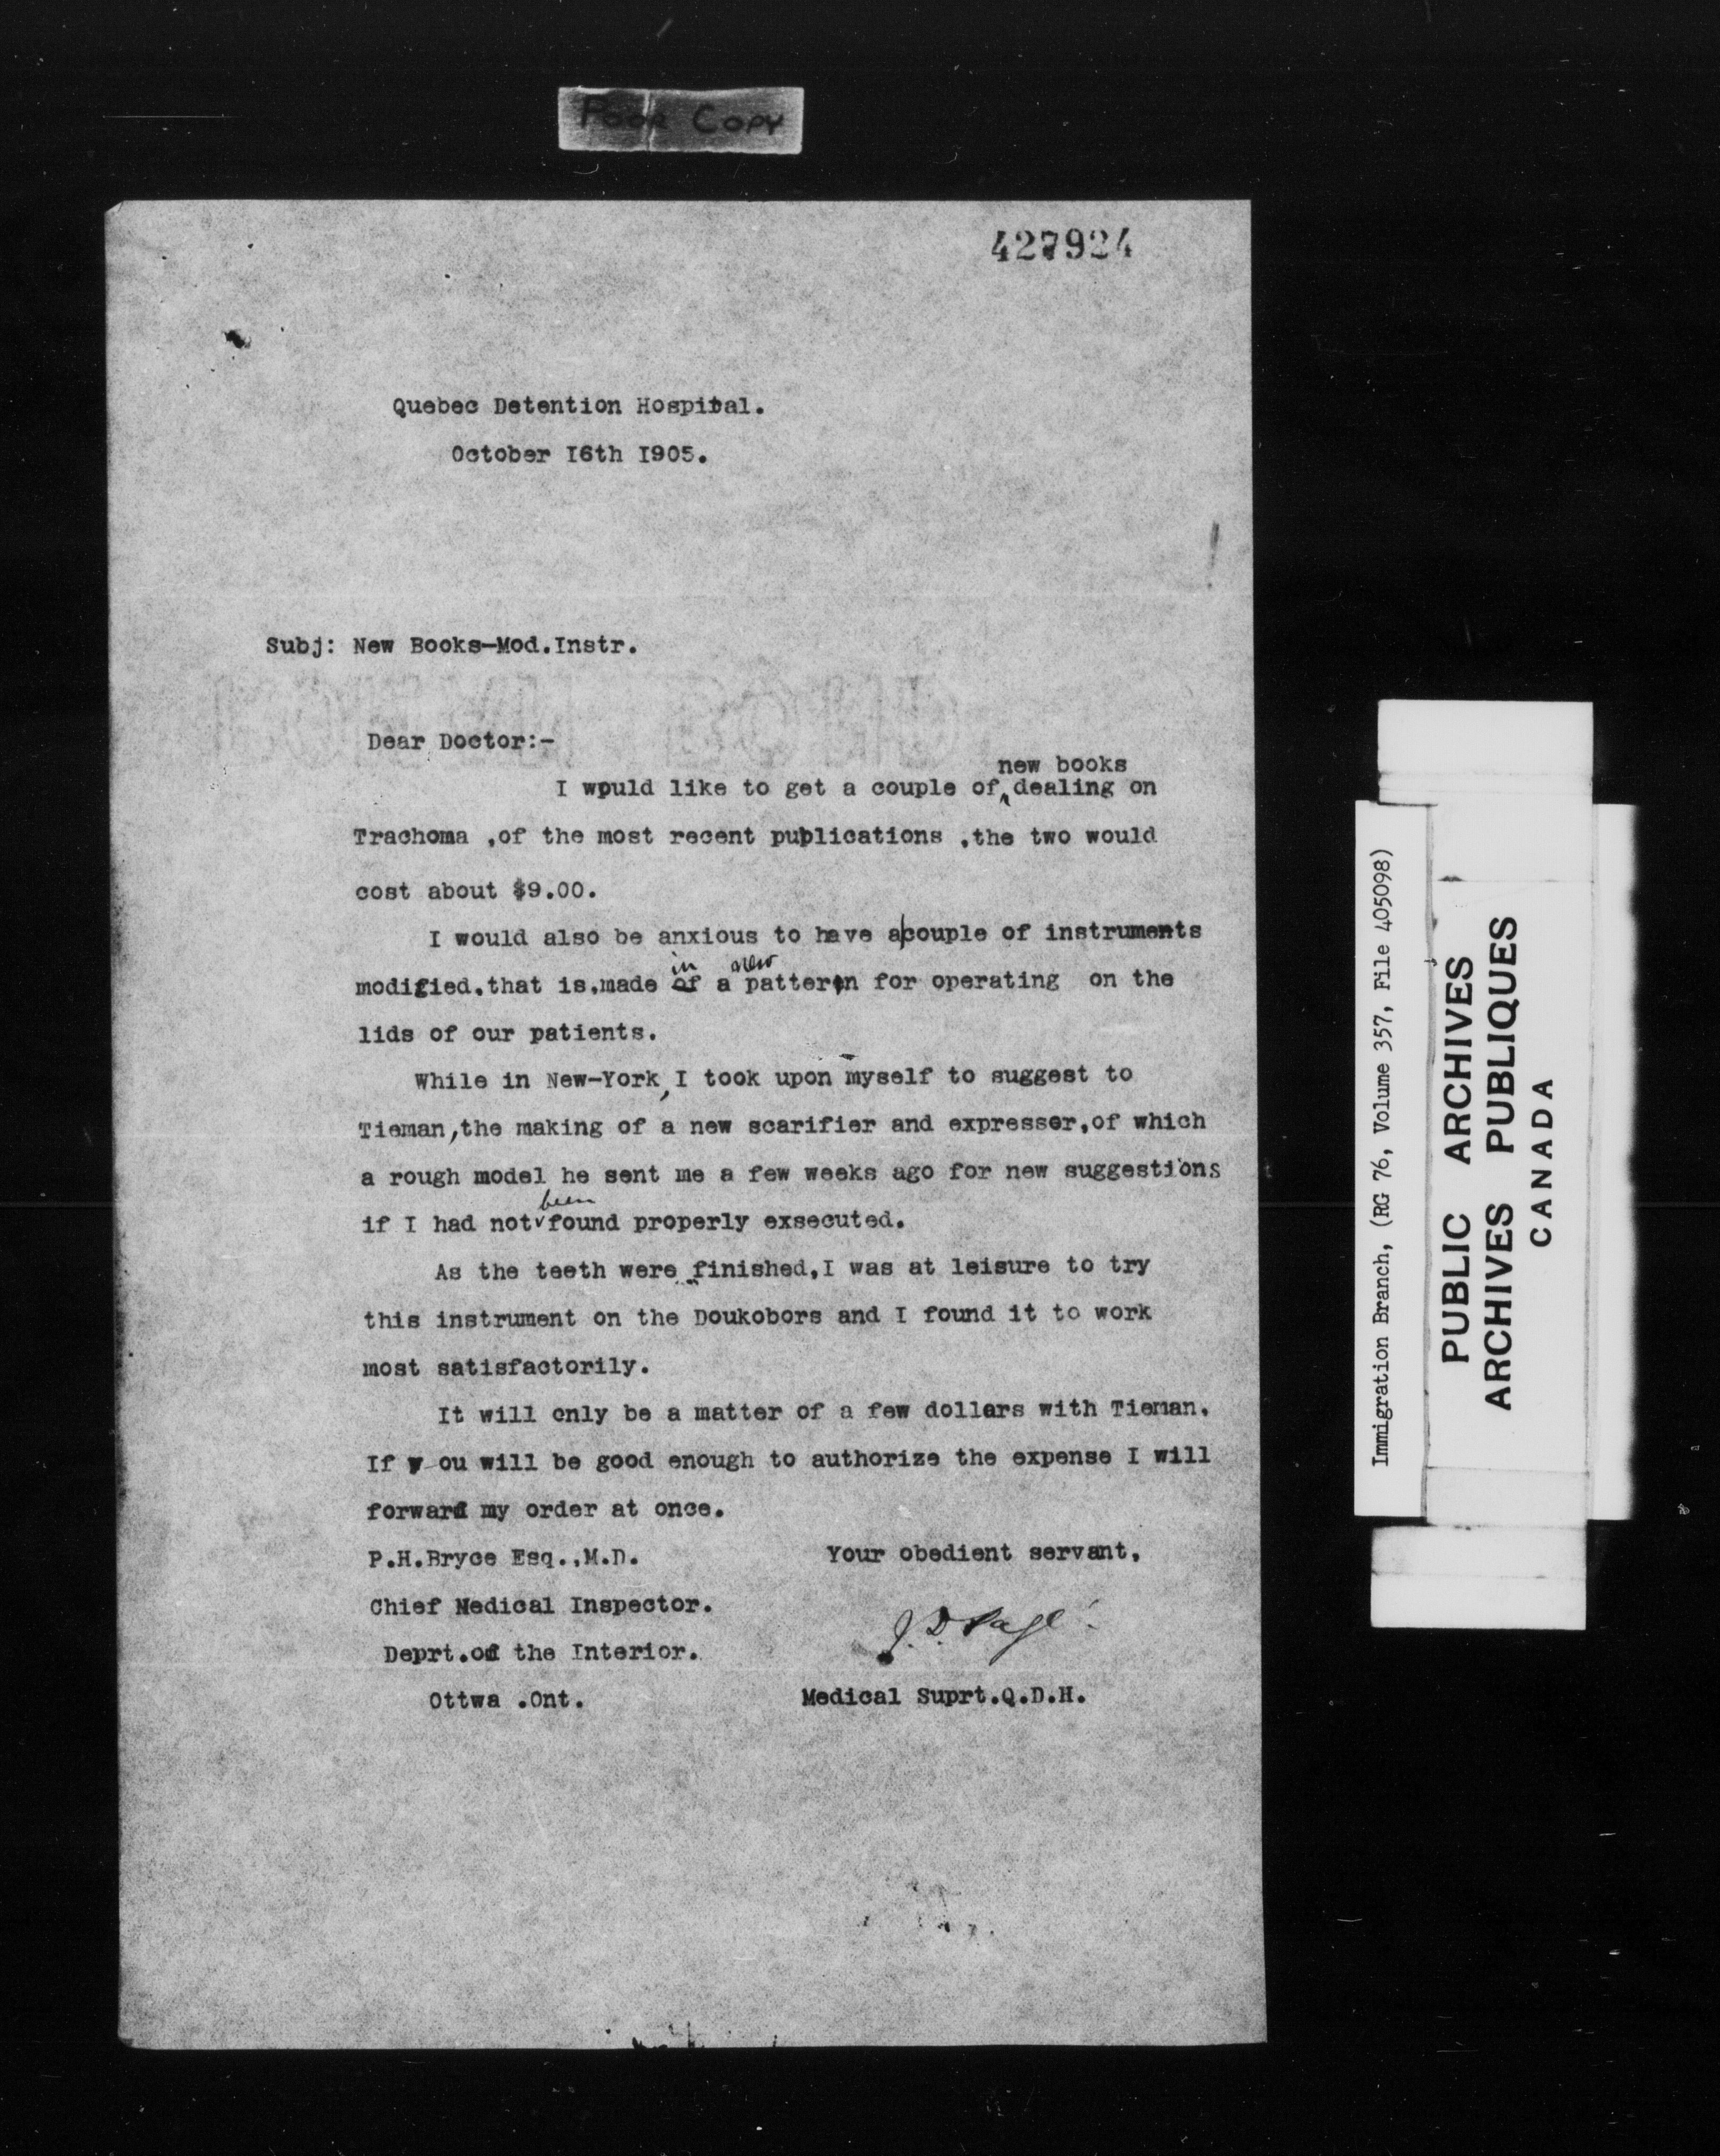 Poor Copy
427924
Quebec Detention Hospital.
October I6th I905.
Subj: New Books-Mod.Instr.
Dear Doctor:-
new books
I would like to get a couple of dealing on
Trachoma ,of the most recent publications ,the two would
cost about $9.00.
I would also be anxious to have a couple of instruments
in new
modified.that is,made of a pattern for operating on the
lids of our patients.
While in New-York, I took upon myself to suggest to
Tieman,the making of a new scarifier and expresser,of which
a rough model he sent me a few weeks ago for new suggestions
been
if I had not found properly exsecuted.
As the teeth were finished,I was at leisure to try
this instrument on the Doukobors and I found it to work
most satisfactorily.
It will only be a matter of a few dollars with Tieman.
If you will be good enough to authorize the expense I will
forward my order at once.
P.H.Bryce Esq.,M.D.
Your obedient servant,
Chief Medical Inspector.
J.D. Pagé
Deprt.of the Interior.
Ottwa .Ont.
Medical Suprt.Q.D.H.
Immigration Branch, (RG 76, Volume 357, File 405098)
PUBLIC ARCHIVES
ARCHIVES PUBLIQUES
CANADA